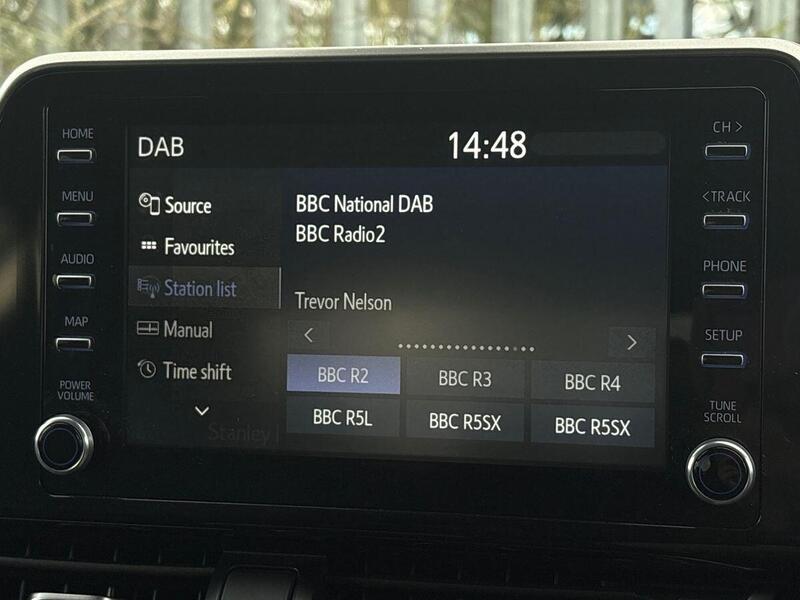 HOME
MENU
AUDIO
MAP
POWER
VOLUME
DAB
14:48
Source
Favourites
Station list
Manual
Time shift
BBC National DAB
BBC Radio2
Trevor Nelson
BBC R2
BBC R3
BBC R4
BBC R5L
BBC R5SX
BBC R5SX
Stanley
CH >
< TRACK
PHONE
SETUP
TUNE
SCROLL